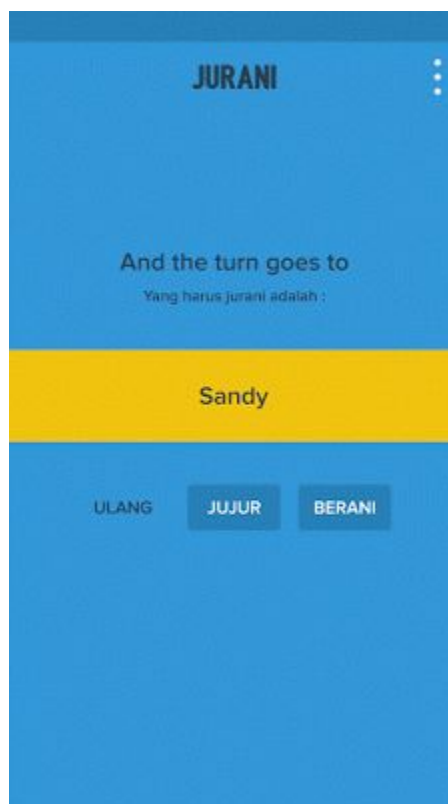 JURANI
And the turn goes to
Yang harus jurani adalah :
Sandy
ULANG JUJUR BERANI